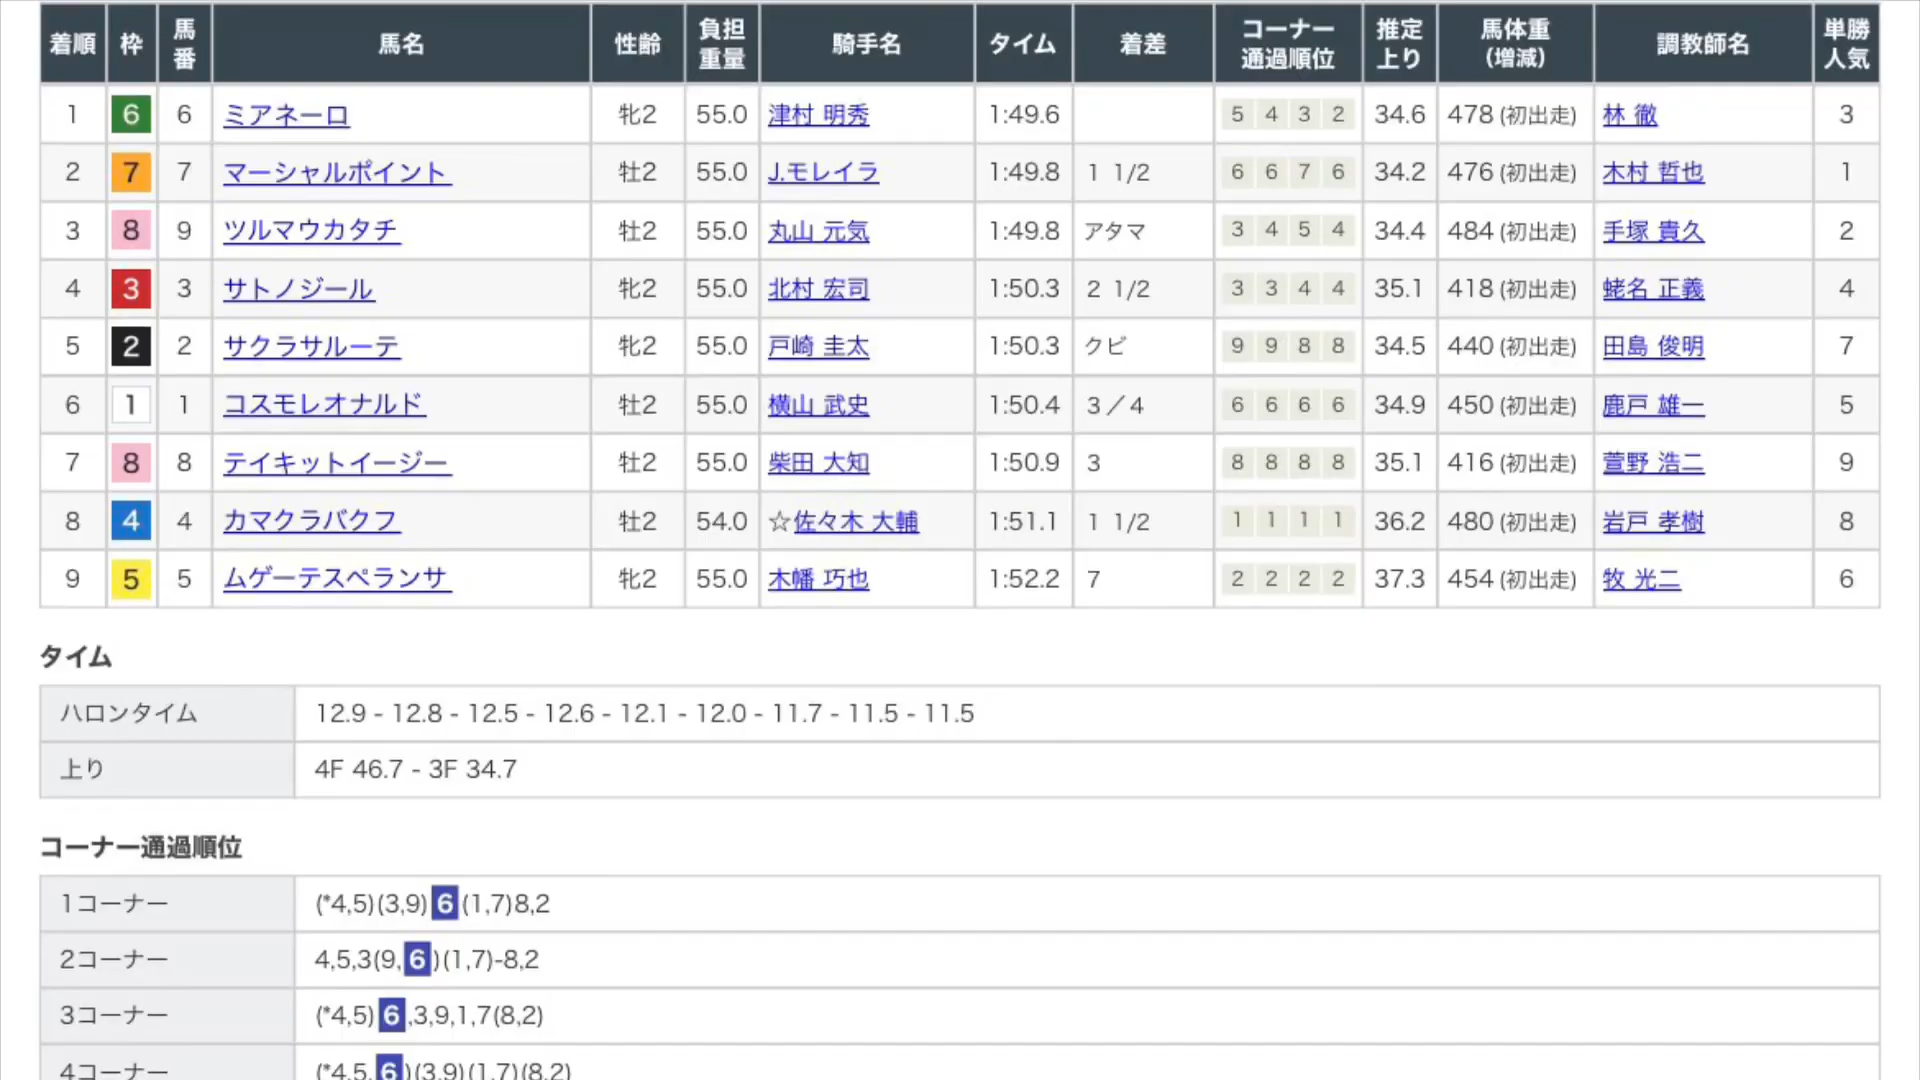 着順 枠 馬番 馬名 性齢 負担重量 騎手名 タイム 着差 コーナー通過順位 推定上り 馬体重(増減) 調教師名 単勝人気
1 6 6 ミアネーロ 牝2 55.0 津村 明秀 1:49.6 5 4 3 2 34.6 478 (初出走) 林 徹 3
2 7 7 マーシャルポイント 牡2 55.0 J.モレイラ 1:49.8 1 1/2 6 6 7 6 34.2 476 (初出走) 木村 哲也 1
3 8 9 ツルマウカタチ 牡2 55.0 丸山 元気 1:49.8 アタマ 3 4 5 4 34.4 484 (初出走) 手塚 貴久 2
4 3 3 サトノジール 牝2 55.0 北村 宏司 1:50.3 2 1/2 3 3 4 4 35.1 418 (初出走) 蛯名 正義 4
5 2 2 サクラサルーテ 牝2 55.0 戸崎 圭太 1:50.3 クビ 9 9 8 8 34.5 440 (初出走) 田島 俊明 7
6 1 1 コスモレオナルド 牡2 55.0 横山 武史 1:50.4 3／4 6 6 6 6 34.9 450 (初出走) 鹿戸 雄一 5
7 8 8 テイキットイージー 牡2 55.0 柴田 大知 1:50.9 3 8 8 8 8 35.1 416 (初出走) 萱野 浩二 9
8 4 4 カマクラバクフ 牡2 54.0 ☆佐々木 大輔 1:51.1 1 1/2 1 1 1 1 36.2 480 (初出走) 岩戸 孝樹 8
9 5 5 ムゲーテスペランサ 牝2 55.0 木幡 巧也 1:52.2 7 2 2 2 2 37.3 454 (初出走) 牧 光二 6
タイム
ハロンタイム 12.9 - 12.8 - 12.5 - 12.6 - 12.1 - 12.0 - 11.7 - 11.5 - 11.5
上り 4F 46.7 - 3F 34.7
コーナー通過順位
1コーナー (*4,5)(3,9)6(1,7)8,2
2コーナー 4,5,3(9,6)(1,7)-8,2
3コーナー (*4,5)6,3,9,1,7(8,2)
4コーナー (*4,5,6)(3,9)(1,7)(8,2)